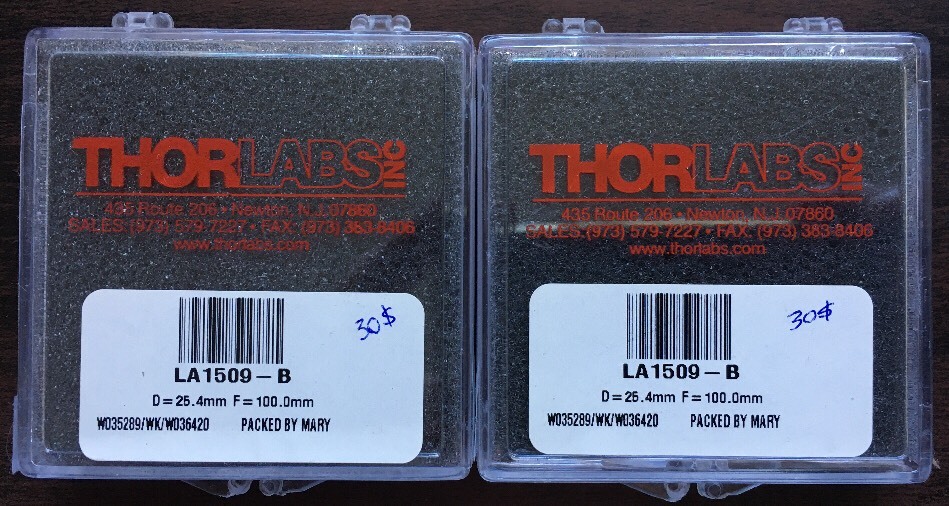 THORLABS INC
435 Route 206 • Newton, N.J.07860
SALES: (973) 579-7227 • FAX: (973) 383-8406
www.thorlabs.com
30$
LA1509-B
D=25.4mm F=100.0mm
W035289/WK/W036420 PACKED BY MARY
THORLABS INC
435 Route 206 • Newton, N.J.07860
SALES: (973) 579-7227 • FAX: (973) 383-8406
www.thorlabs.com
30$
LA1509-B
D=25.4mm F=100.0mm
W035289/WK/W036420 PACKED BY MARY